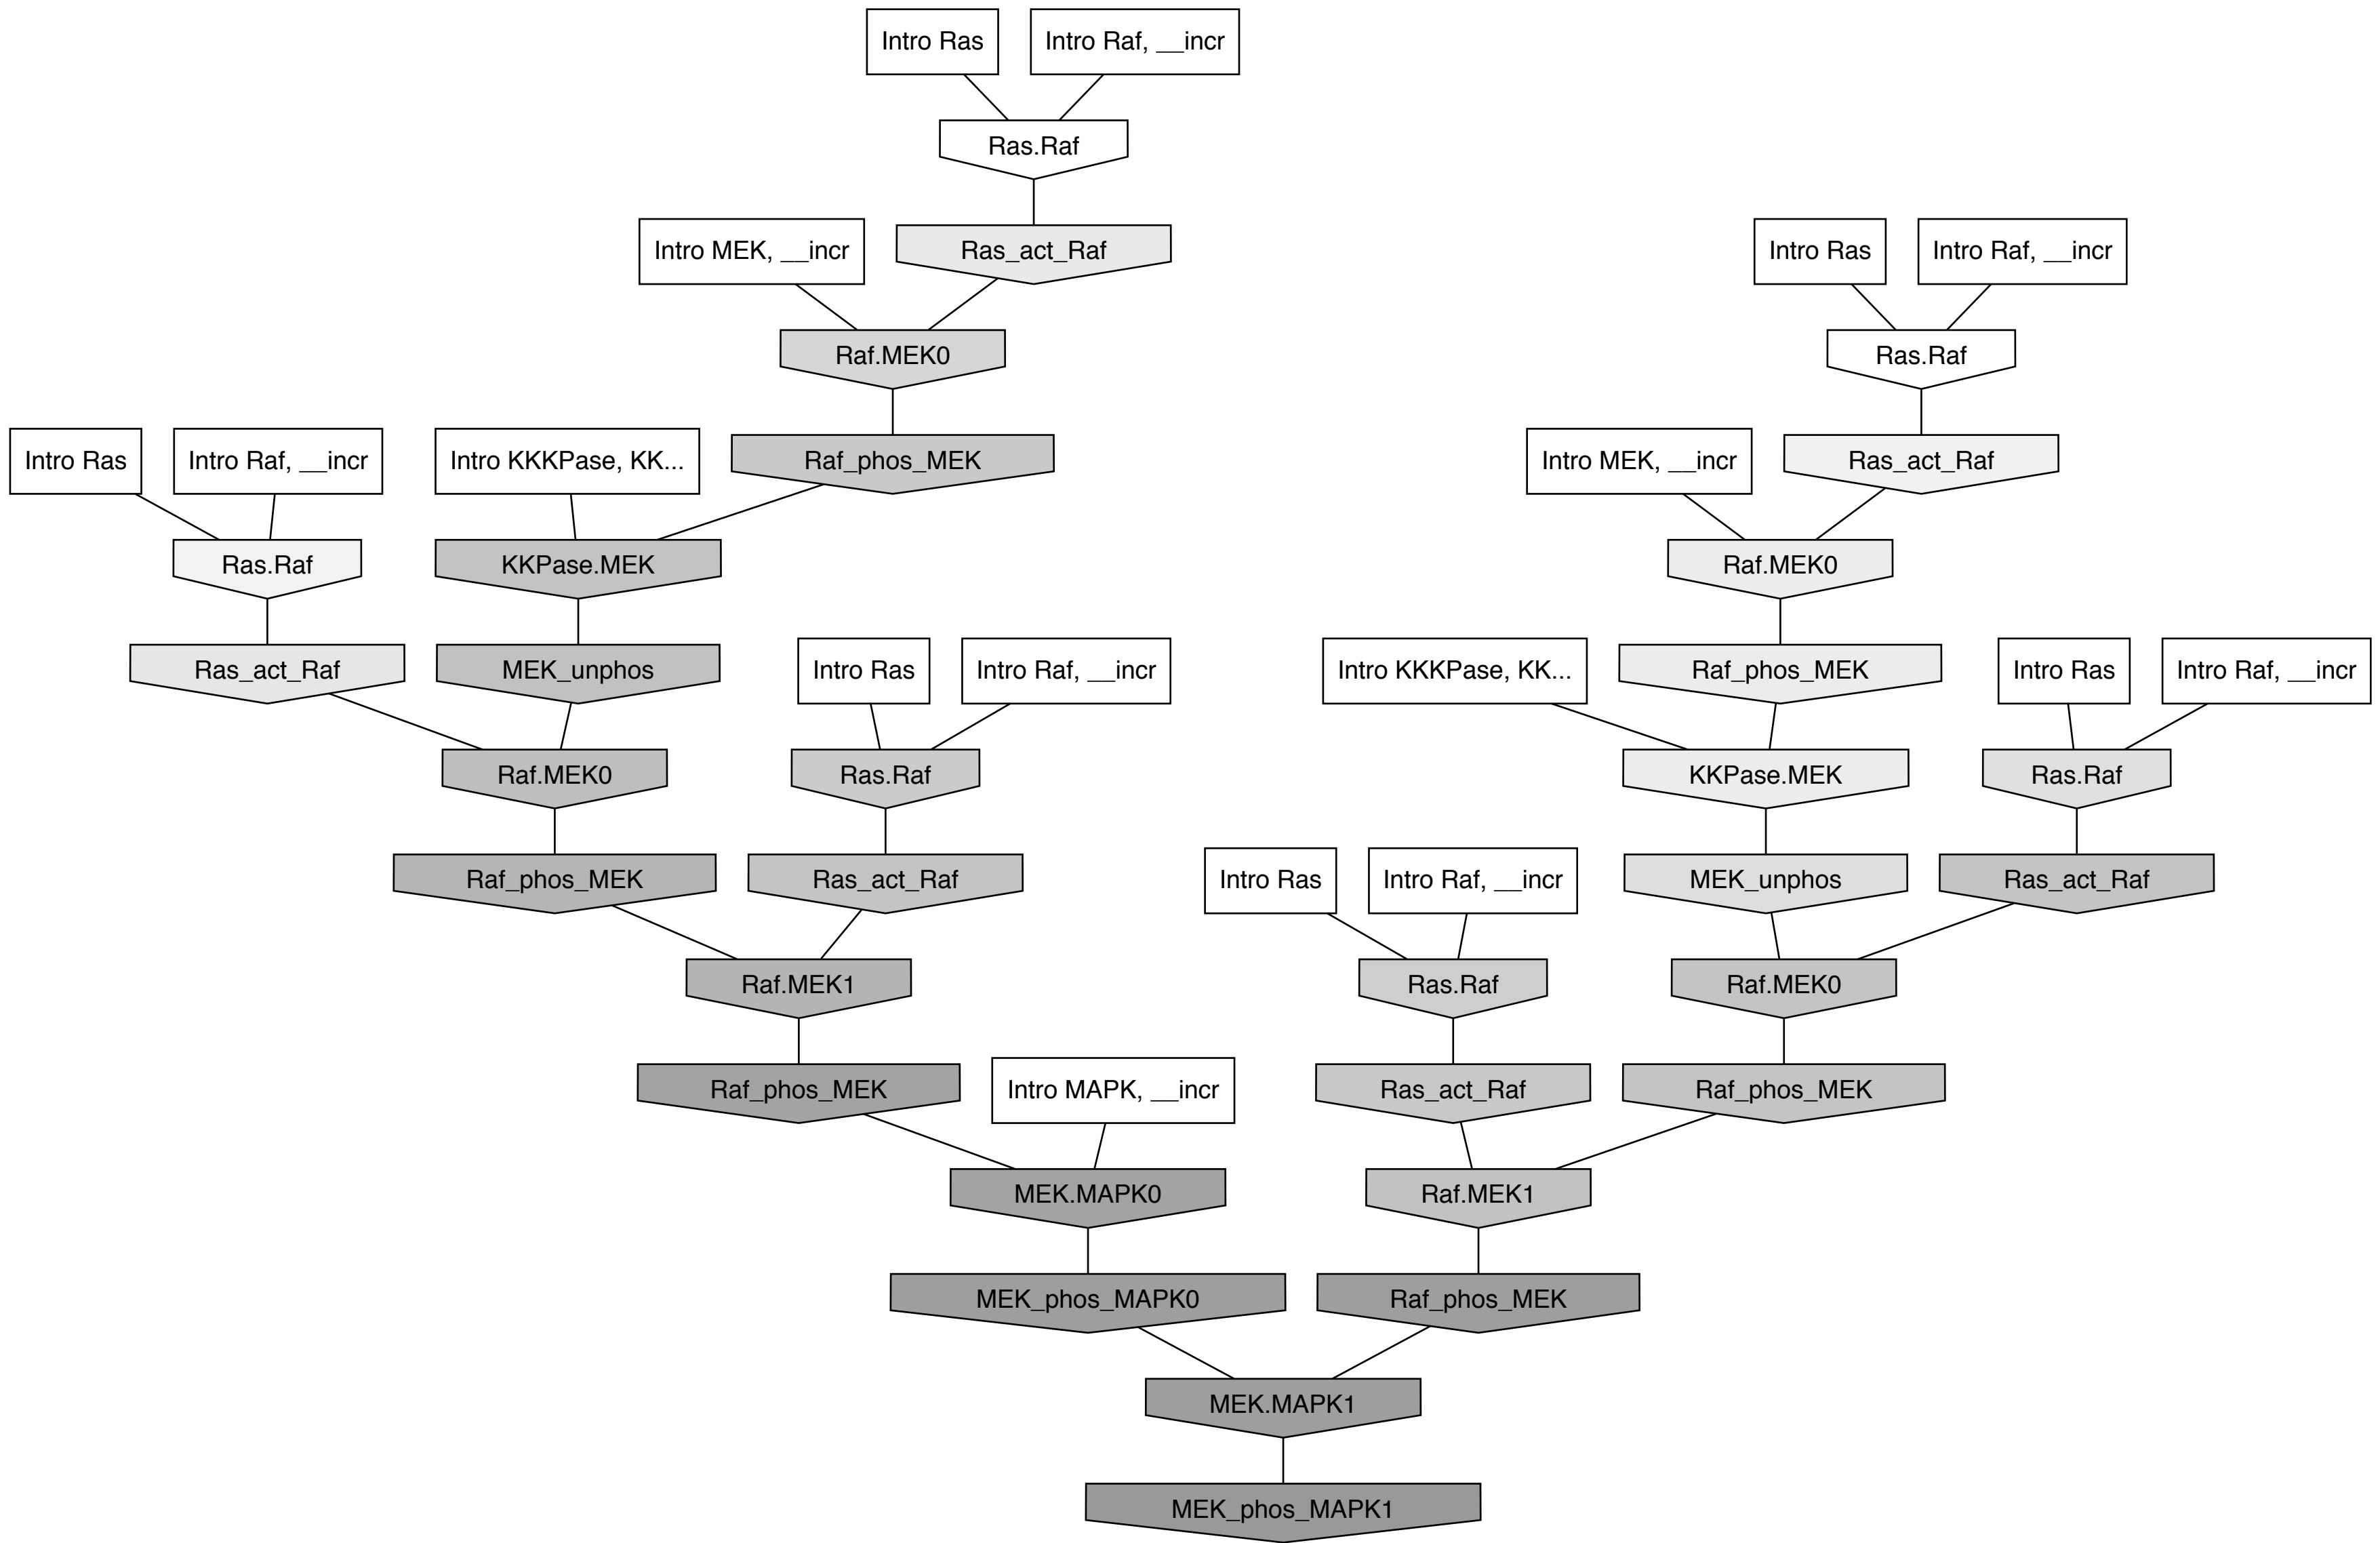 Intro Ras
Intro Raf, __incr
Ras.Raf
Intro MEK, __incr
Ras_act_Raf
Intro Ras
Intro Raf, __incr
Raf.MEK0
Ras.Raf
Intro Ras
Intro Raf, __incr
Intro KKKPase, KK...
Raf_phos_MEK
Intro MEK, __incr
Ras_act_Raf
Ras.Raf
KKPase.MEK
Raf.MEK0
Ras_act_Raf
MEK_unphos
Intro Ras
Intro Raf, __incr
Intro KKKPase, KK...
Raf_phos_MEK
Intro Ras
Intro Raf, __incr
Raf.MEK0
Ras.Raf
KKPase.MEK
Ras.Raf
Raf_phos_MEK
Ras_act_Raf
Intro Ras
Intro Raf, __incr
MEK_unphos
Ras_act_Raf
Raf.MEK1
Ras.Raf
Raf.MEK0
Raf_phos_MEK
Intro MAPK, __incr
Ras_act_Raf
Raf_phos_MEK
MEK.MAPK0
Raf.MEK1
MEK_phos_MAPK0
Raf_phos_MEK
MEK.MAPK1
MEK_phos_MAPK1